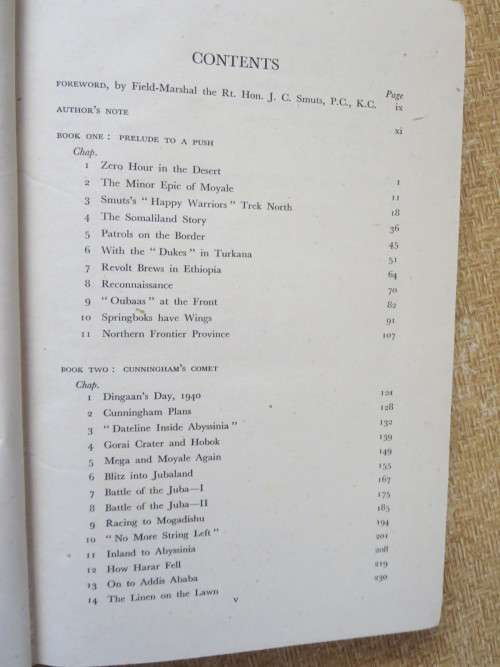 CONTENTS
Page
FOREWORD, by Field-Marshal the Rt. Hon. J. C. Smuts, P.C., K.C. ix
AUTHOR'S NOTE xi
BOOK ONE : PRELUDE TO A PUSH
Chap.
1 Zero Hour in the Desert 1
2 The Minor Epic of Moyale 11
3 Smuts's " Happy Warriors " Trek North 18
4 The Somaliland Story 36
5 Patrols on the Border 45
6 With the " Dukes " in Turkana 51
7 Revolt Brews in Ethiopia 64
8 Reconnaissance 70
9 " Oubaas " at the Front 82
10 Springboks have Wings 91
11 Northern Frontier Province 107
BOOK TWO : CUNNINGHAM'S COMET
Chap.
1 Dingaan's Day, 1940 121
2 Cunningham Plans 128
3 " Dateline Inside Abyssinia " 132
4 Gorai Crater and Hobok 139
5 Mega and Moyale Again 149
6 Blitz into Jubaland 155
7 Battle of the Juba—I 167
8 Battle of the Juba—II 175
9 Racing to Mogadishu 185
10 " No More String Left " 194
11 Inland to Abyssinia 201
12 How Harar Fell 208
13 On to Addis Ababa 219
14 The Linen on the Lawn 230
v